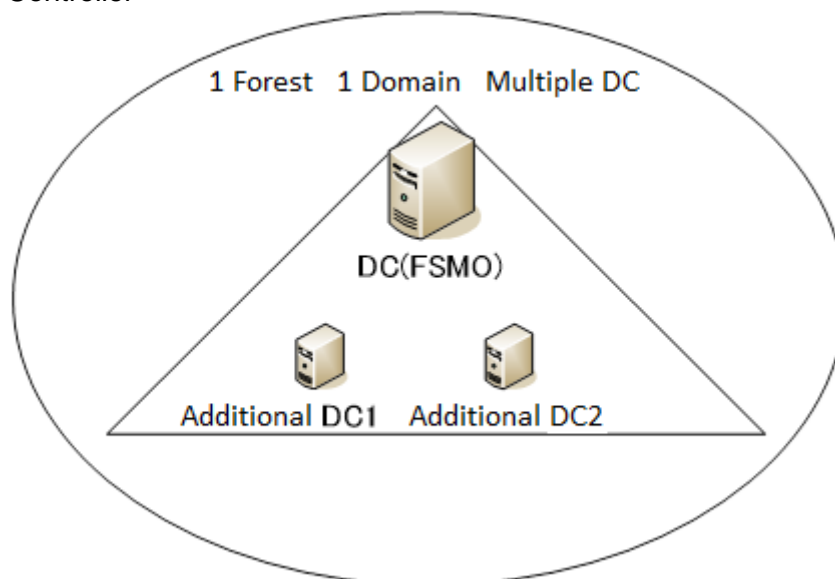 Controller
1 Forest 1 Domain Multiple DC
DC(FSMO)
Additional DC1 Additional DC2